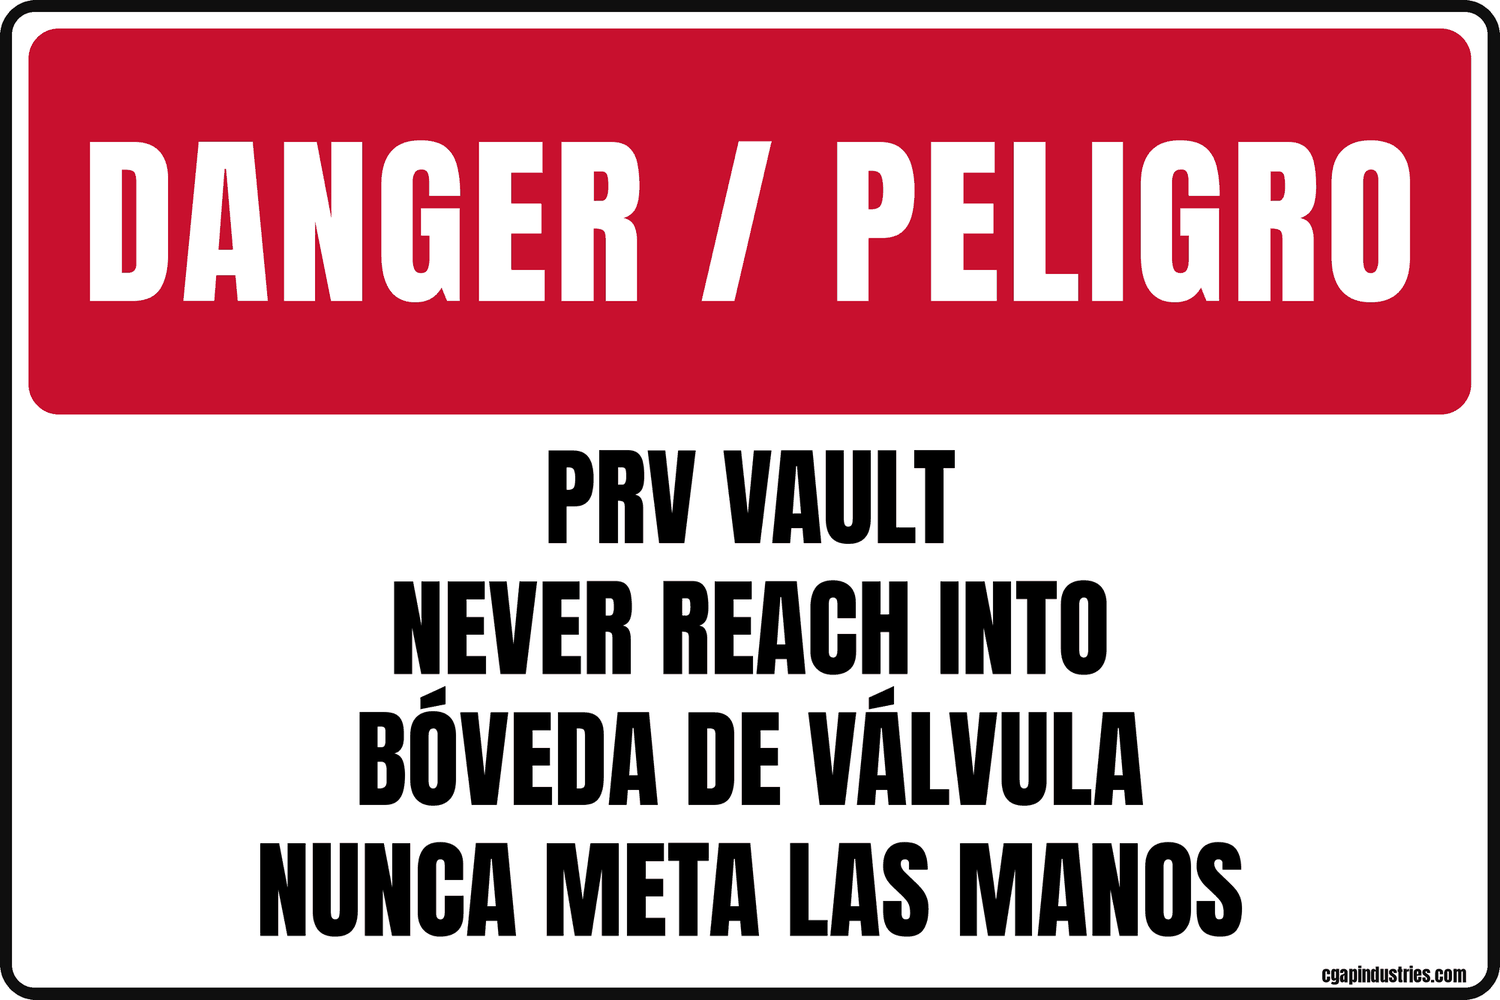 DANGER / PELIGRO
PRV VAULT
NEVER REACH INTO
BÓVEDA DE VÁLVULA
NUNCA META LAS MANOS
cgapindustries.com